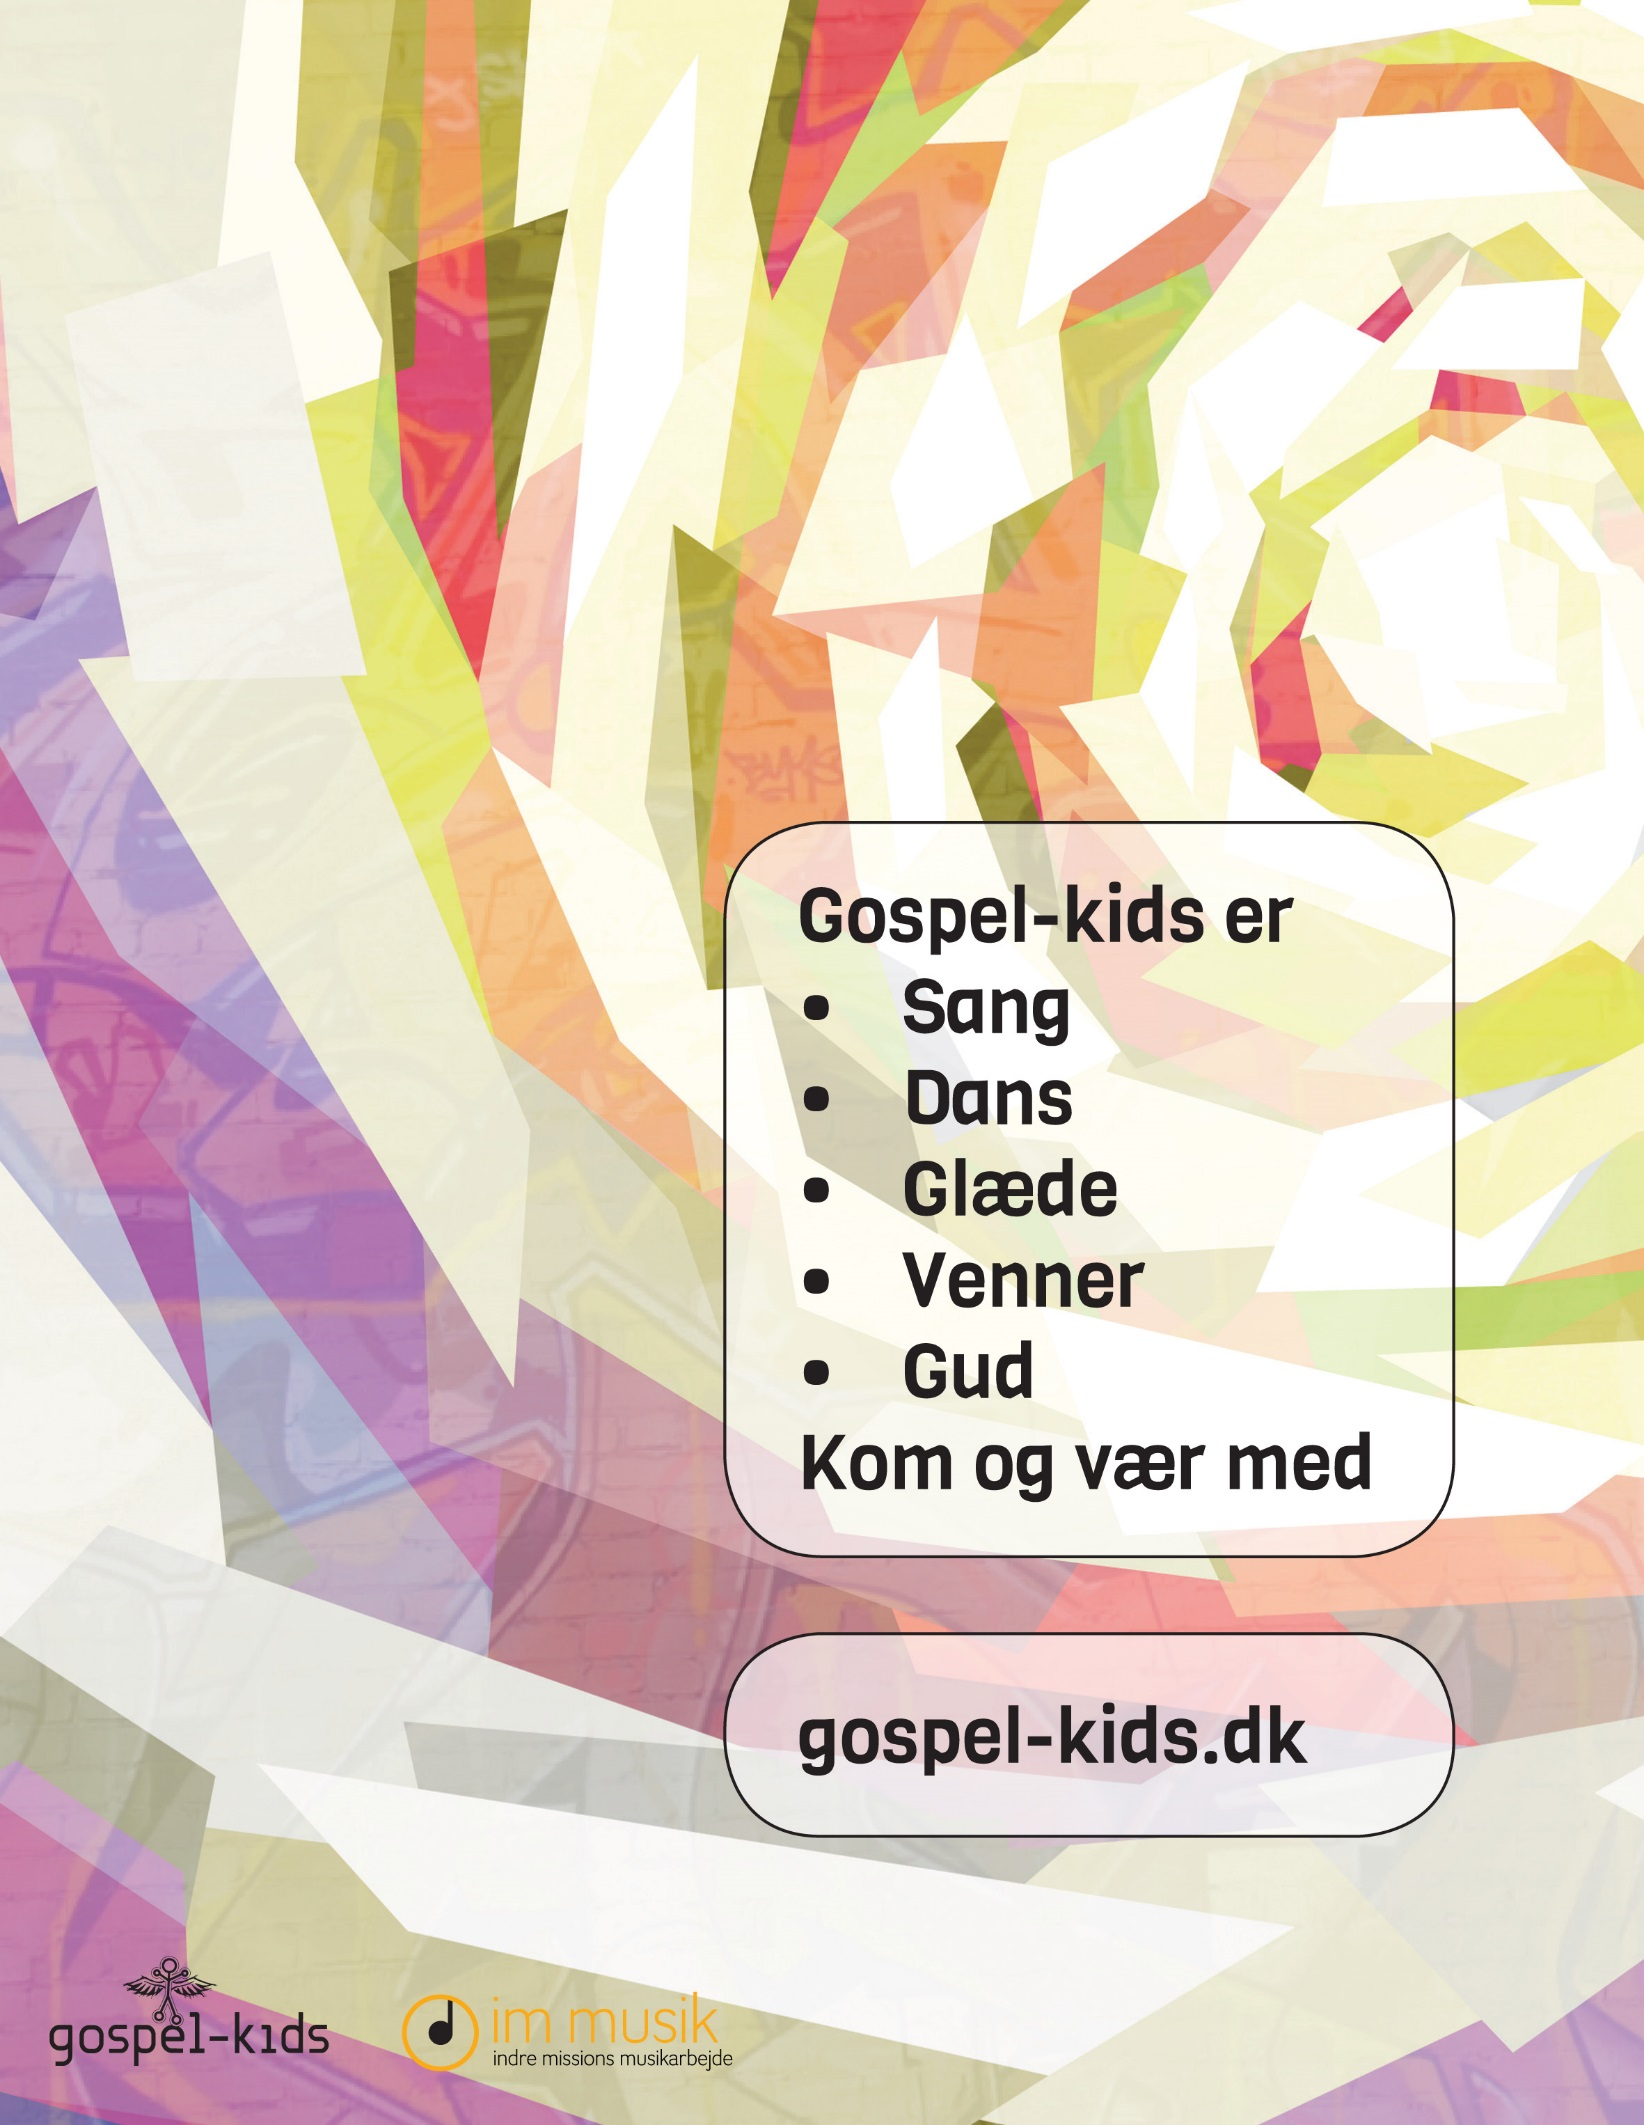 Gospel-kids er
• Sang
• Dans
• Glæde
• Venner
• Gud
Kom og vær med
gospel-kids.dk
gospel-kids
im musik
indre missions musikarbejde